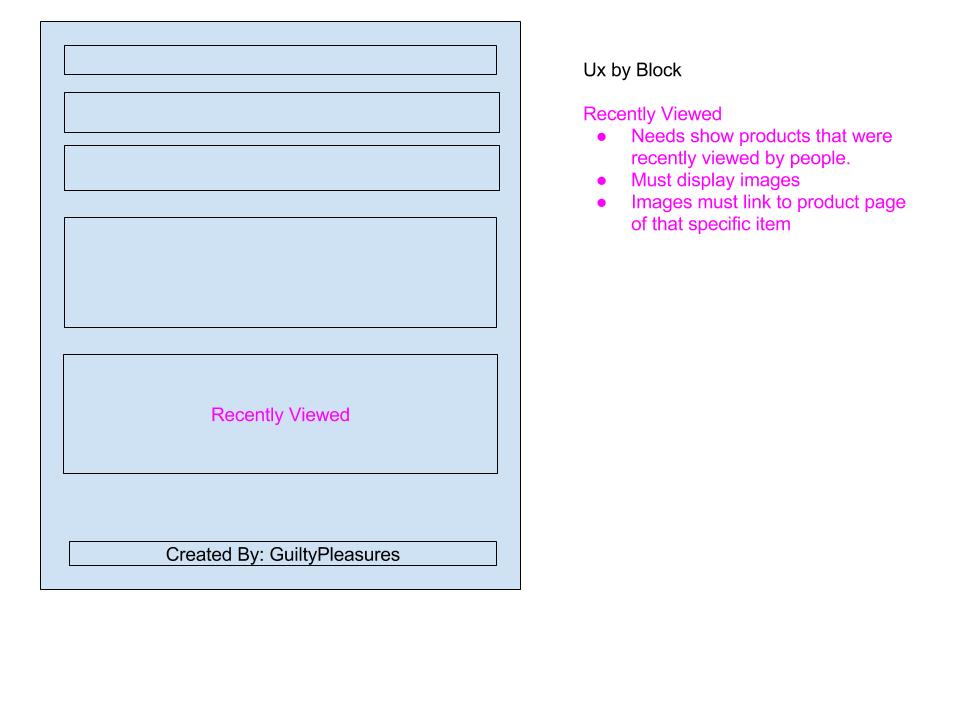 Ux by Block
Recently Viewed
● Needs show products that were
recently viewed by people.
● Must display images
● Images must link to product page
of that specific item
Recently Viewed
Created By: GuiltyPleasures